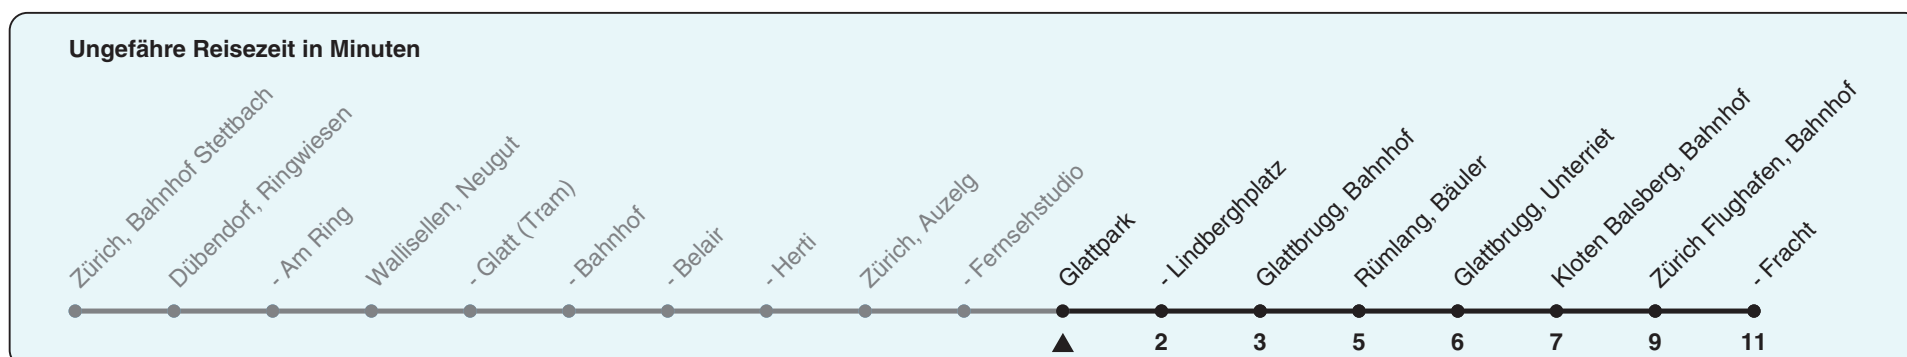 Ungefähre Reisezeit in Minuten
Zürich, Bahnhof Stettbach
Dübendorf, Ringwiesen
- Am Ring
Wallisellen, Neugut
- Glatt (Tram)
- Bahnhof
- Belair
- Herti
Zürich, Auzelg
- Fernsehstudio
Glattpark
- Lindberghplatz
Glattbrugg, Bahnhof
Rümlang, Bäuler
Glattbrugg, Unterriet
Kloten Balsberg, Bahnhof
Zürich Flughafen, Bahnhof
- Fracht
2 3 5 6 7 9 11